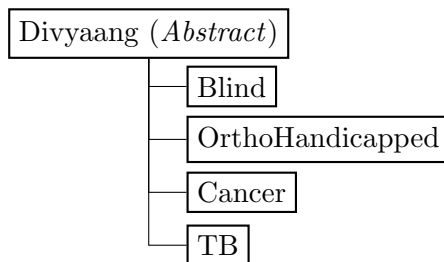 Divyaang (Abstract)
Blind
OrthoHandicapped
Cancer
TB